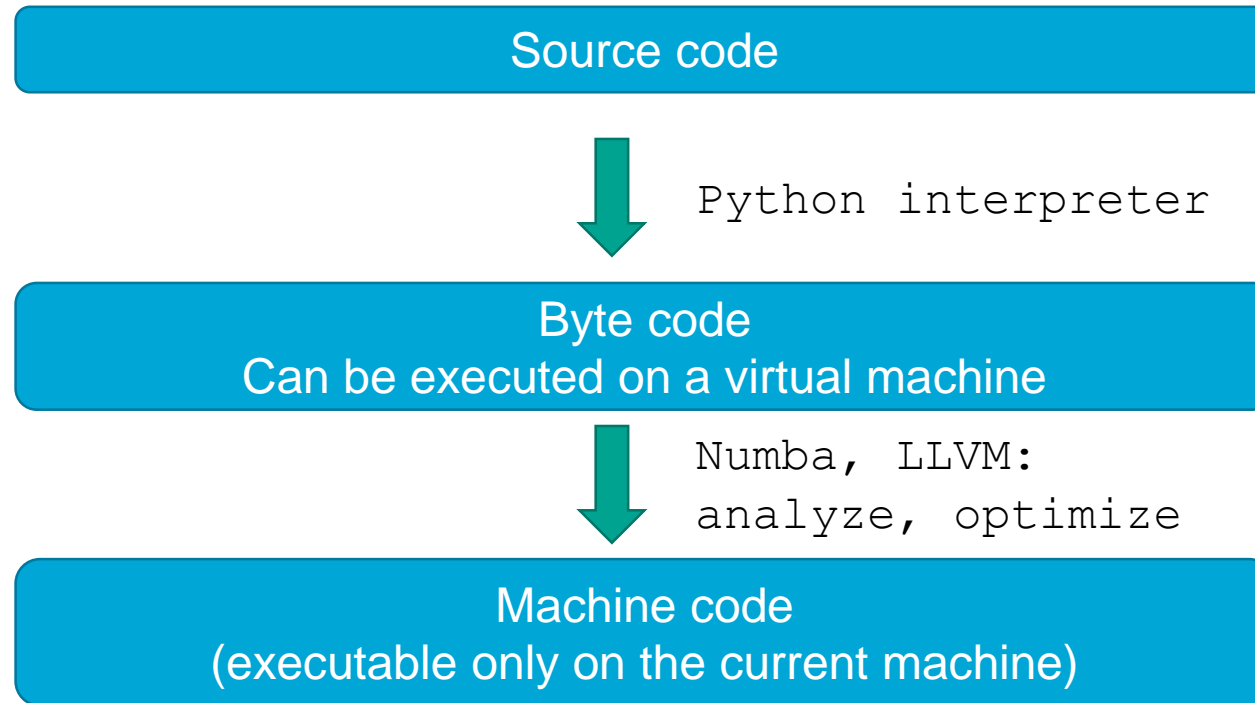 Source code
Python interpreter
Byte code
Can be executed on a virtual machine
Numba, LLVM:
analyze, optimize
Machine code
(executable only on the current machine)